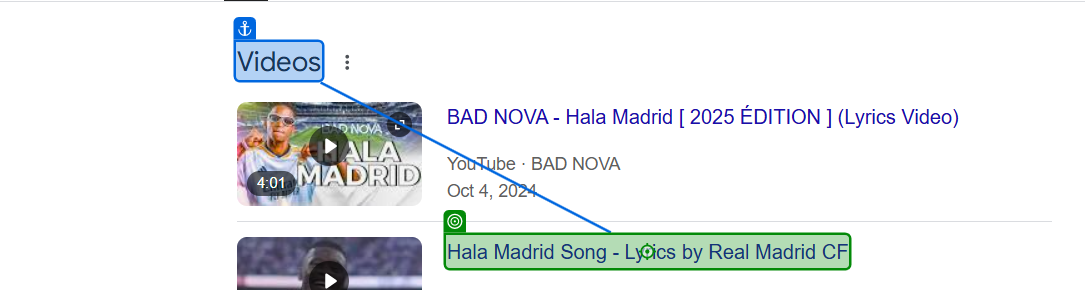 Videos
BAD NOVA
HALA
MADRID
4:01
BAD NOVA - Hala Madrid [ 2025 ÉDITION ] (Lyrics Video)
YouTube · BAD NOVA
Oct 4, 2024
Hala Madrid Song - Lyrics by Real Madrid CF